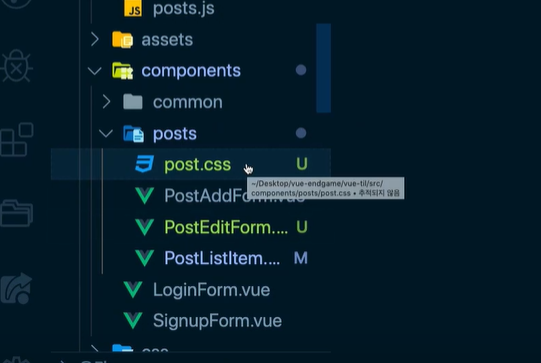 JS posts.js
assets
components
common
posts
post.css U
~/Desktop/vue-endgame/vue-til/src/
components/posts/post.css • 추적되지 않음
PostAddForm.vue
PostEditForm.... U
PostListItem.... M
LoginForm.vue
SignupForm.vue
css